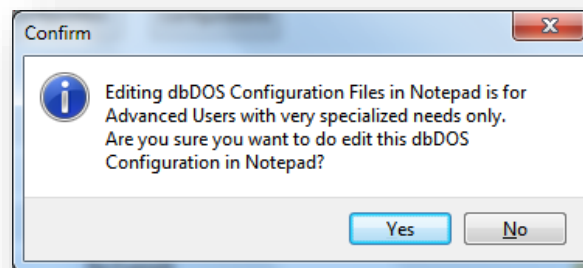 Confirm
Editing dbDOS Configuration Files in Notepad is for
Advanced Users with very specialized needs only.
Are you sure you want to do edit this dbDOS
Configuration in Notepad?
Yes
No